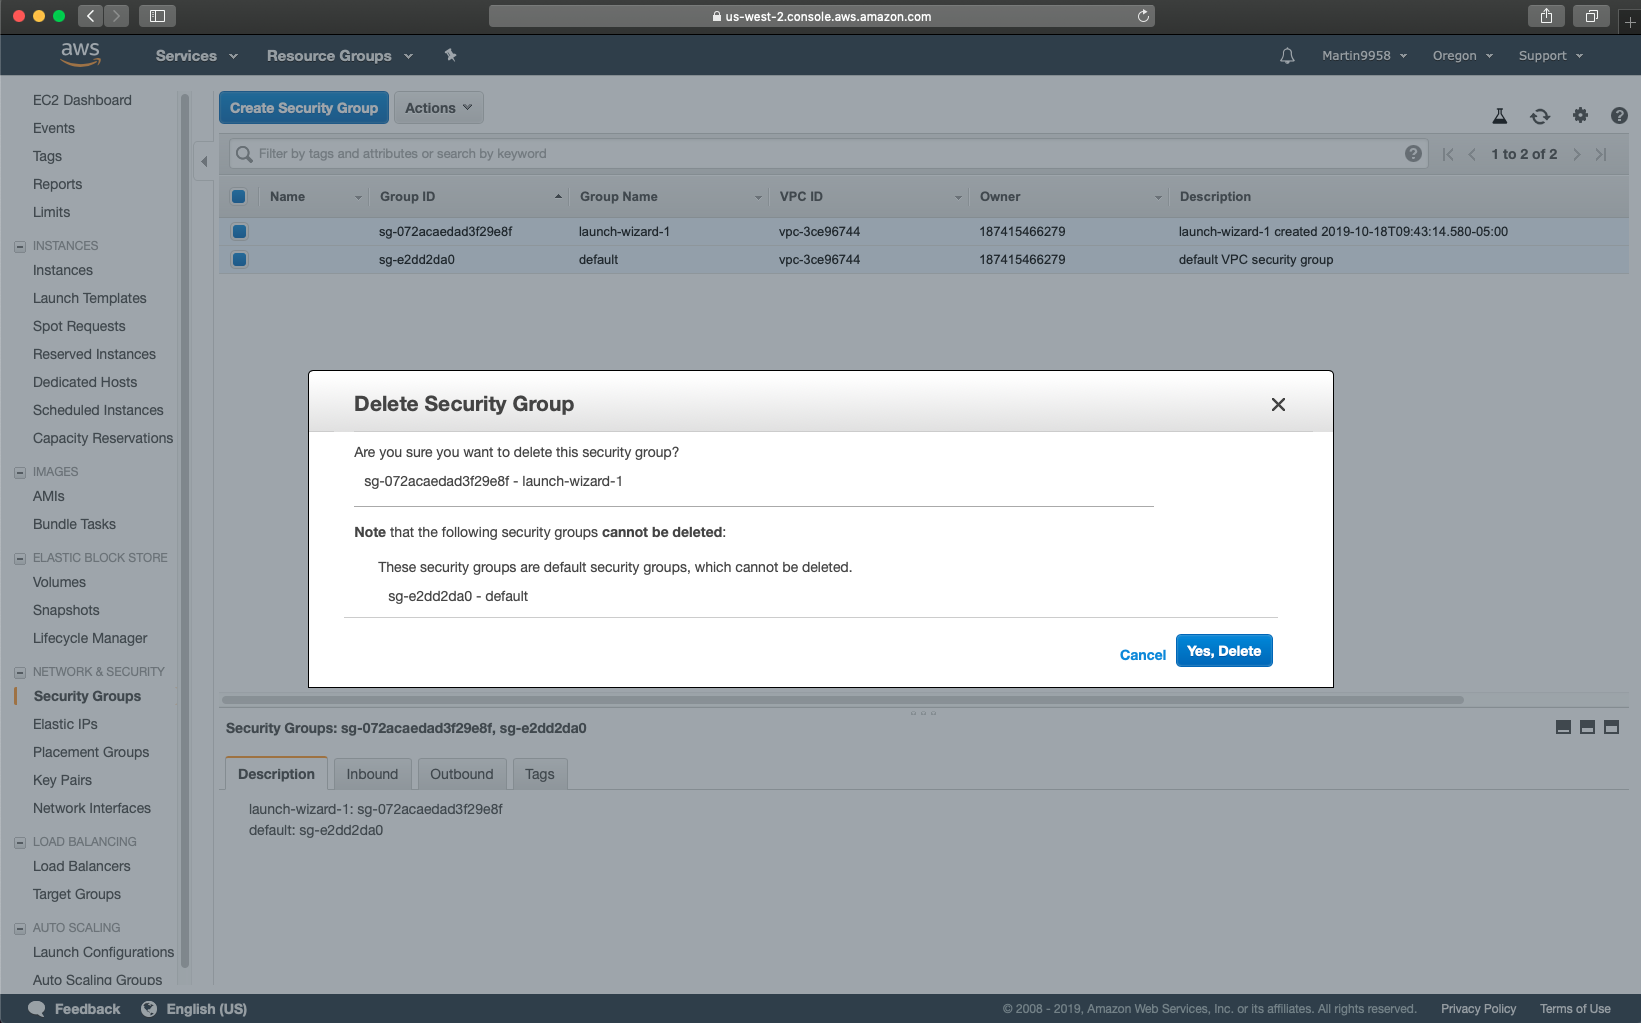 us-west-2.console.aws.amazon.com
aws
Services
Resource Groups
Martin9958
Oregon
Support
EC2 Dashboard
Events
Tags
Reports
Limits
INSTANCES
Instances
Launch Templates
Spot Requests
Reserved Instances
Dedicated Hosts
Scheduled Instances
Capacity Reservations
IMAGES
AMIs
Bundle Tasks
ELASTIC BLOCK STORE
Volumes
Snapshots
Lifecycle Manager
NETWORK & SECURITY
Security Groups
Elastic IPs
Placement Groups
Key Pairs
Network Interfaces
LOAD BALANCING
Load Balancers
Target Groups
AUTO SCALING
Launch Configurations
Auto Scaling Groups
Create Security Group
Actions
Filter by tags and attributes or search by keyword
1 to 2 of 2
Name Group ID Group Name VPC ID Owner Description
sg-072acaedad3f29e8f launch-wizard-1 vpc-3ce96744 187415466279 launch-wizard-1 created 2019-10-18T09:43:14.580-05:00
sg-e2dd2da0 default vpc-3ce96744 187415466279 default VPC security group
Delete Security Group
Are you sure you want to delete this security group?
sg-072acaedad3f29e8f - launch-wizard-1
Note that the following security groups cannot be deleted:
These security groups are default security groups, which cannot be deleted.
sg-e2dd2da0 - default
Cancel
Yes, Delete
Security Groups: sg-072acaedad3f29e8f, sg-e2dd2da0
Description
Inbound
Outbound
Tags
launch-wizard-1: sg-072acaedad3f29e8f
default: sg-e2dd2da0
Feedback
English (US)
© 2008 - 2019, Amazon Web Services, Inc. or its affiliates. All rights reserved.
Privacy Policy
Terms of Use